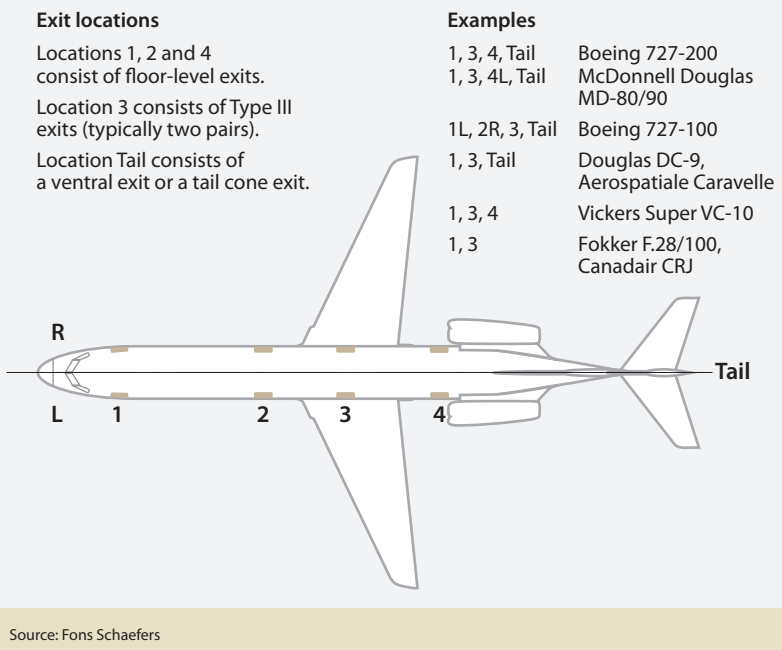 Exit locations
Locations 1, 2 and 4
consist of floor-level exits.
Location 3 consists of Type III
exits (typically two pairs).
Location Tail consists of
a ventral exit or a tail cone exit.
Examples
1, 3, 4, Tail Boeing 727-200
1, 3, 4L, Tail McDonnell Douglas
MD-80/90
1L, 2R, 3, Tail Boeing 727-100
1, 3, Tail Douglas DC-9,
Aerospatiale Caravelle
1, 3, 4 Vickers Super VC-10
1, 3 Fokker F.28/100,
Canadair CRJ
R
Tail
L 1 2 3 4
Source: Fons Schaefers